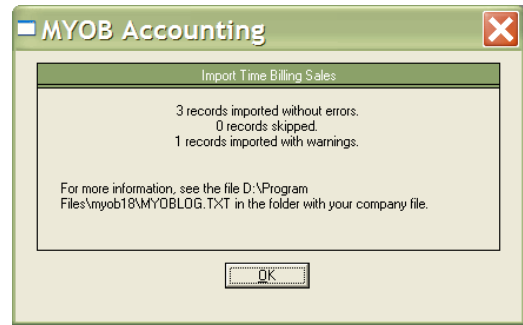 MYOB Accounting
Import Time Billing Sales
3 records imported without errors.
0 records skipped.
1 records imported with warnings.
For more information, see the file D:\Program
Files\myob18\MYOBLOG.TXT in the folder with your company file.
OK